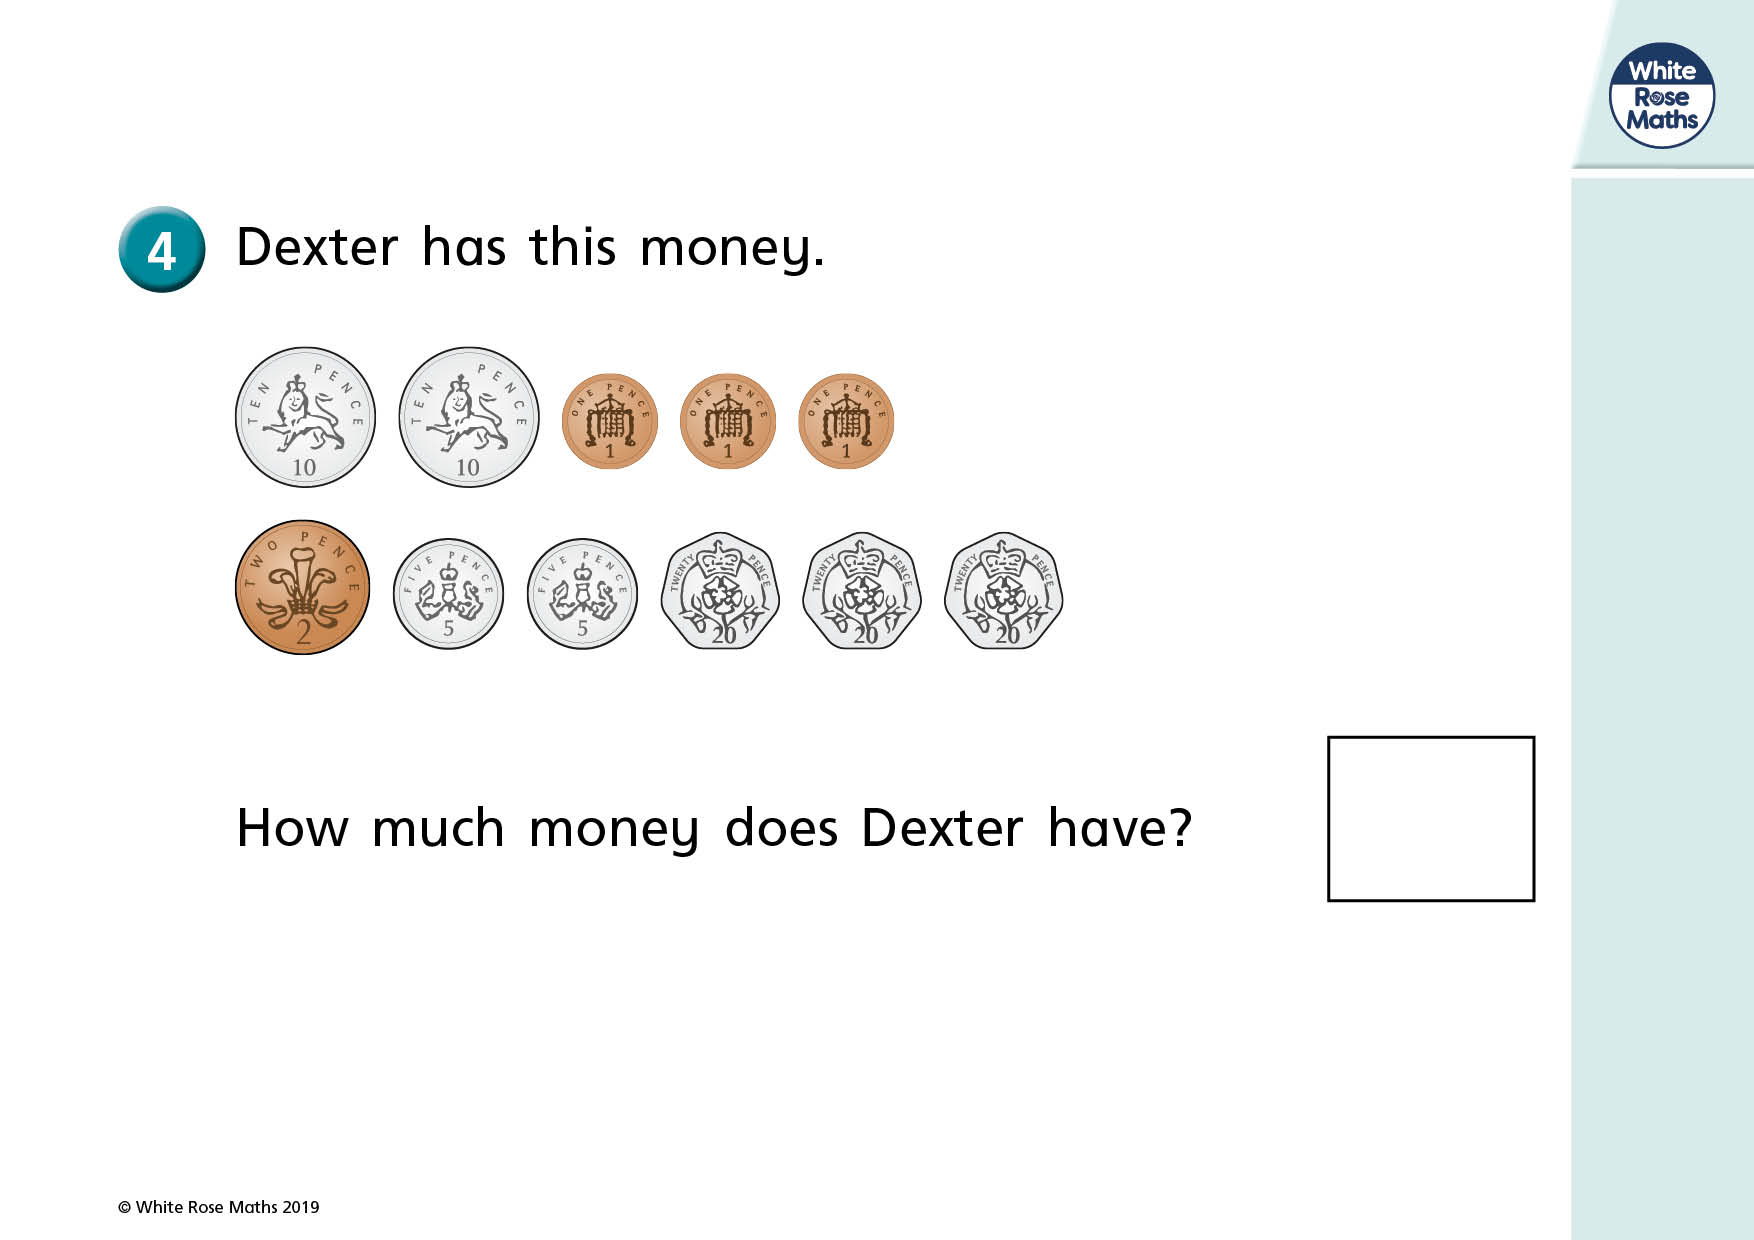 White
Rose
Maths
4 Dexter has this money.
TEN PENCE 10 TEN PENCE 10 ONE PENCE 1 ONE PENCE 1 ONE PENCE 1
TWO PENCE 2 FIVE PENCE 5 FIVE PENCE 5 TWENTY PENCE 20 TWENTY PENCE 20 TWENTY PENCE 20
How much money does Dexter have?
© White Rose Maths 2019